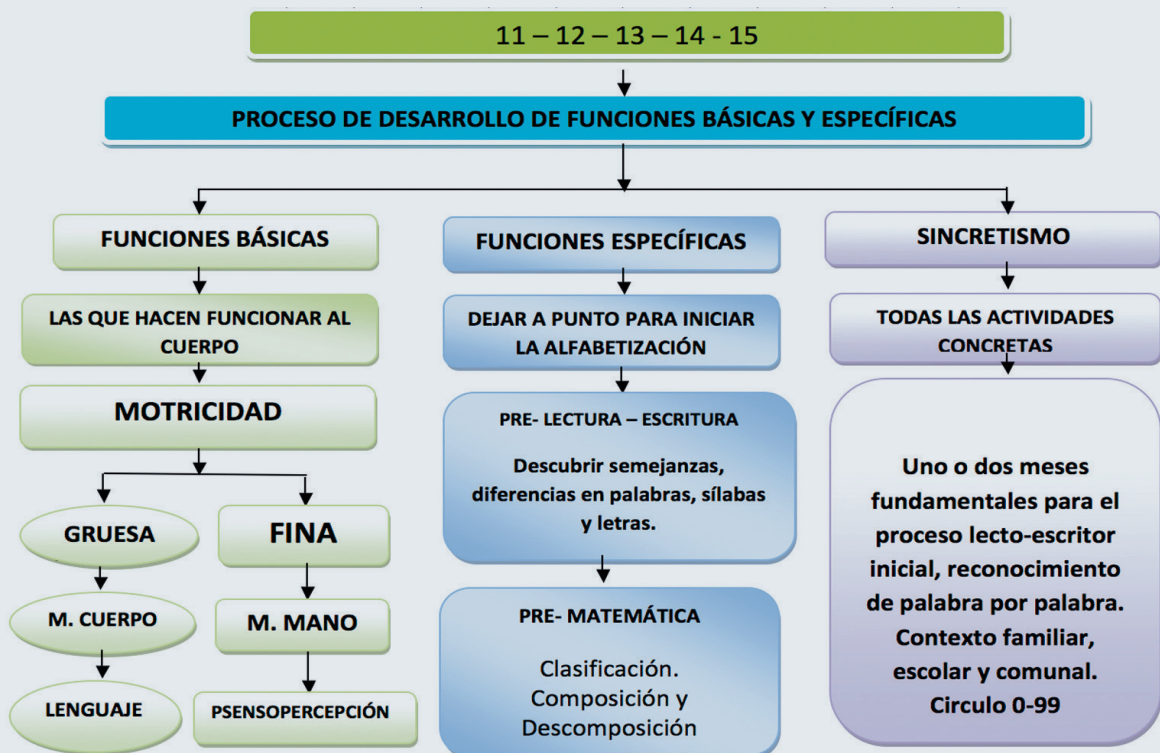 11 – 12 – 13 – 14 - 15
PROCESO DE DESARROLLO DE FUNCIONES BÁSICAS Y ESPECÍFICAS
FUNCIONES BÁSICAS
LAS QUE HACEN FUNCIONAR AL
CUERPO
MOTRICIDAD
GRUESA
M. CUERPO
LENGUAJE
FINA
M. MANO
PSENSOPERCEPCIÓN
FUNCIONES ESPECÍFICAS
DEJAR A PUNTO PARA INICIAR
LA ALFABETIZACIÓN
PRE- LECTURA – ESCRITURA
Descubrir semejanzas,
diferencias en palabras, sílabas
y letras.
PRE- MATEMÁTICA
Clasificación.
Composición y
Descomposición
SINCRETISMO
TODAS LAS ACTIVIDADES
CONCRETAS
Uno o dos meses
fundamentales para el
proceso lecto-escritor
inicial, reconocimiento
de palabra por palabra.
Contexto familiar,
escolar y comunal.
Circulo 0-99